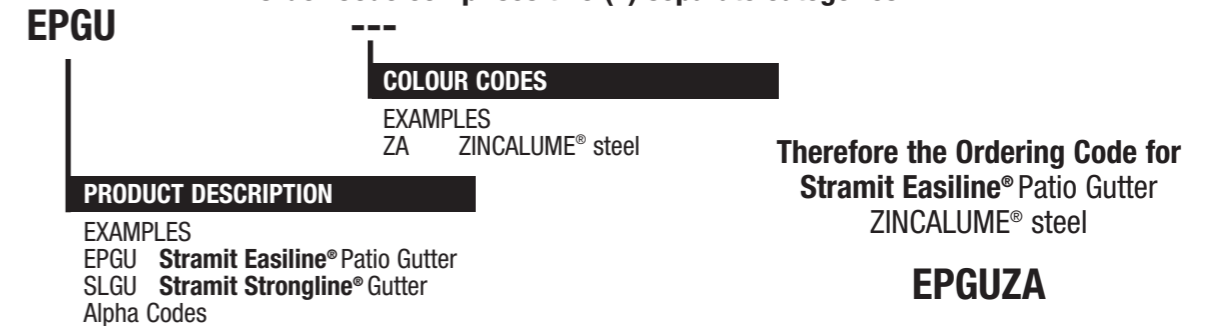 EPGU ---
COLOUR CODES
EXAMPLES
ZA ZINCALUME® steel
PRODUCT DESCRIPTION
EXAMPLES
EPGU Stramit Easiline® Patio Gutter
SLGU Stramit Strongline® Gutter
Alpha Codes
Therefore the Ordering Code for
Stramit Easiline® Patio Gutter
ZINCALUME® steel
EPGUZA